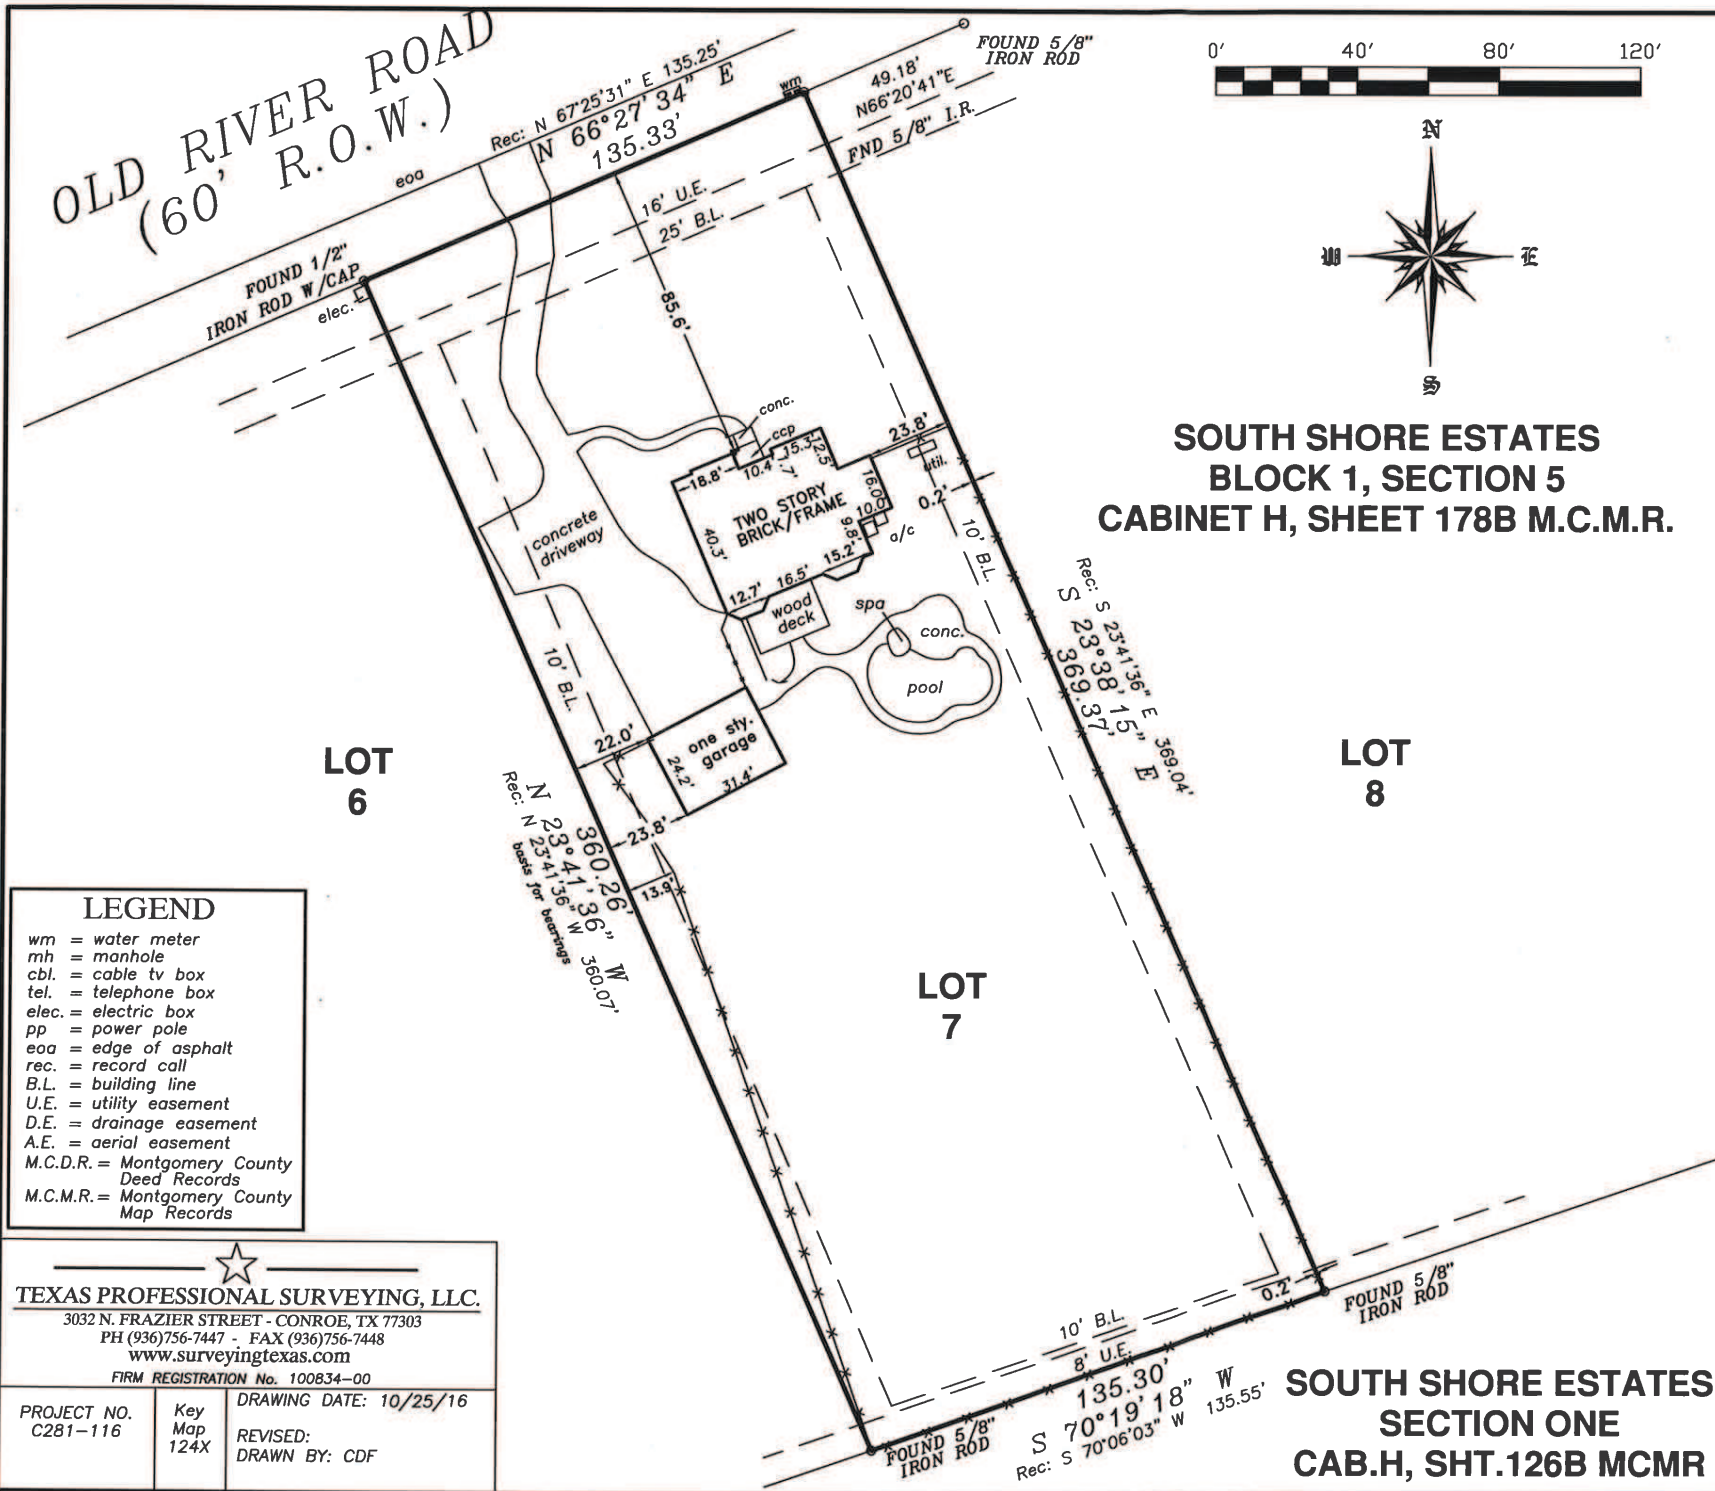 OLD RIVER ROAD
(60' R.O.W.)
Rec: N 67°25'31" E 135.25'
N 66°27'34" E
135.33'
eoa
wm
FOUND 5/8"
IRON ROD
49.18'
N66°20'41"E
FND 5/8" I.R.
0' 40' 80' 120'
N
W
E
S
FOUND 1/2"
IRON ROD W/CAP
elec.
16' U.E.
25' B.L.
85.6'
SOUTH SHORE ESTATES
BLOCK 1, SECTION 5
CABINET H, SHEET 178B M.C.M.R.
conc.
ccp
18.8'
10.4'
7.7'
15.3'
12.5'
23.8'
util.
16.0'
10.0'
0.2'
TWO STORY
BRICK/FRAME
40.3'
9.8'
a/c
15.2'
16.5'
12.7'
concrete
driveway
wood
deck
spa
conc.
pool
10' B.L.
10' B.L.
Rec: S 23°41'36" E 369.04'
S 23°38'15" E
369.37'
22.0'
one sty.
garage
24.2'
31.4'
23.8'
13.9'
LOT
6
LOT
8
LOT
7
360.26'
N 23°41'36" W
Rec: N 23°41'36" W 360.07'
basis for bearings
LEGEND
wm = water meter
mh = manhole
cbl. = cable tv box
tel. = telephone box
elec. = electric box
pp = power pole
eoa = edge of asphalt
rec. = record call
B.L. = building line
U.E. = utility easement
D.E. = drainage easement
A.E. = aerial easement
M.C.D.R. = Montgomery County
Deed Records
M.C.M.R. = Montgomery County
Map Records
TEXAS PROFESSIONAL SURVEYING, LLC.
3032 N. FRAZIER STREET - CONROE, TX 77303
PH (936)756-7447 - FAX (936)756-7448
www.surveyingtexas.com
FIRM REGISTRATION No. 100834-00
PROJECT NO.
C281-116
Key
Map
124X
DRAWING DATE: 10/25/16
REVISED:
DRAWN BY: CDF
0.2'
FOUND 5/8"
IRON ROD
10' B.L.
8' U.E.
135.30'
S 70°19'18" W
Rec: S 70°06'03" W 135.55'
FOUND 5/8"
IRON ROD
SOUTH SHORE ESTATES
SECTION ONE
CAB.H, SHT.126B MCMR